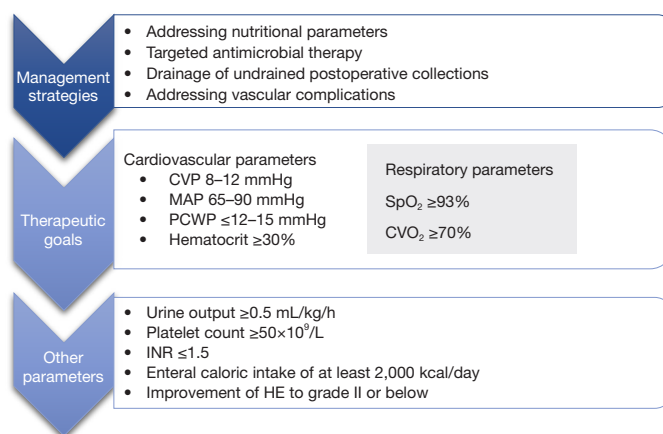 Management
strategies
• Addressing nutritional parameters
• Targeted antimicrobial therapy
• Drainage of undrained postoperative collections
• Addressing vascular complications
Therapeutic
goals
Cardiovascular parameters
• CVP 8–12 mmHg
• MAP 65–90 mmHg
• PCWP ≤12–15 mmHg
• Hematocrit ≥30%
Respiratory parameters
SpO₂ ≥93%
CVO₂ ≥70%
Other
parameters
• Urine output ≥0.5 mL/kg/h
• Platelet count ≥50×10⁹/L
• INR ≤1.5
• Enteral caloric intake of at least 2,000 kcal/day
• Improvement of HE to grade II or below